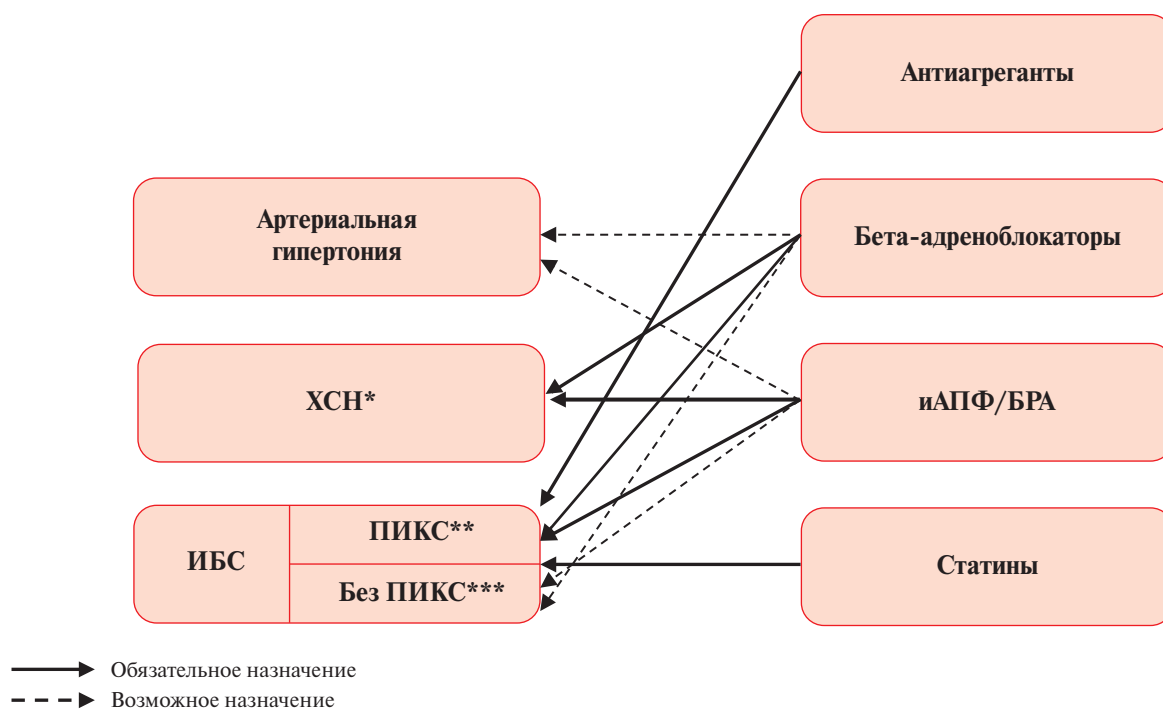 Антиагреганты
Артериальная
гипертония
Бета-адреноблокаторы
ХСН*
иАПФ/БРА
ИБС
ПИКС**
Без ПИКС***
Статины
Обязательное назначение
Возможное назначение